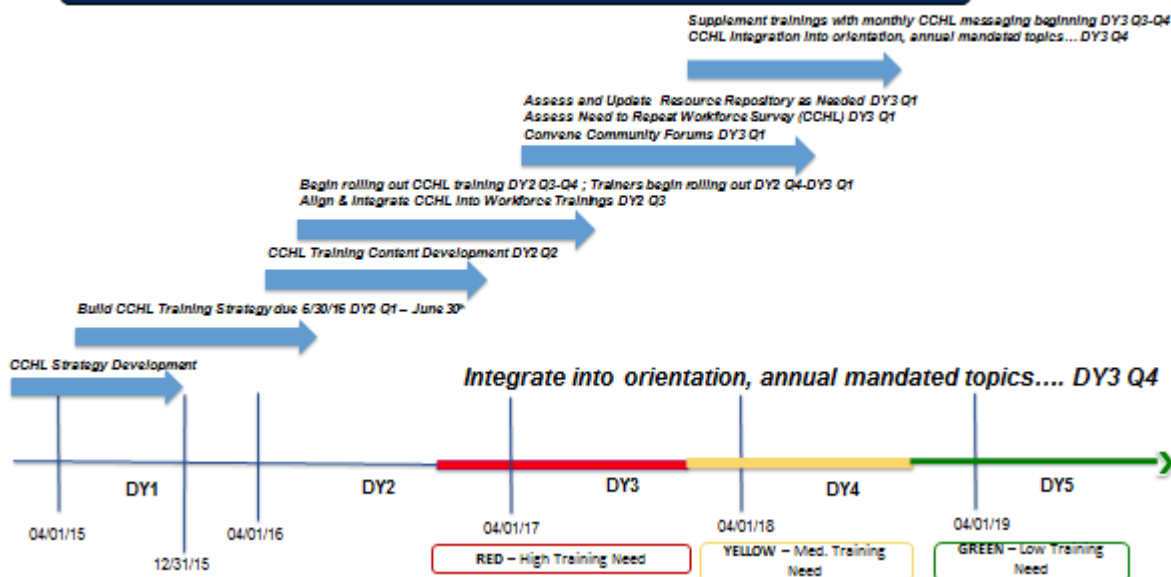 Supplement trainings with monthly CCHL messaging beginning DY3 Q3-Q4
CCHL Integration into orientation, annual mandated topics... DY3 Q4
Assess and Update Resource Repository as Needed DY3 Q1
Assess Need to Repeat Workforce Survey (CCHL) DY3 Q1
Convene Community Forums DY3 Q1
Begin rolling out CCHL training DY2 Q3-Q4 ; Trainers begin rolling out DY2 Q4-DY3 Q1
Align & Integrate CCHL into Workforce Trainings DY2 Q3
CCHL Training Content Development DY2 Q2
Build CCHL Training Strategy due 6/30/16 DY2 Q1 – June 30th
CCHL Strategy Development
Integrate into orientation, annual mandated topics…. DY3 Q4
DY1
DY2
DY3
DY4
DY5
04/01/15
12/31/15
04/01/16
04/01/17
04/01/18
04/01/19
RED – High Training Need
YELLOW – Med. Training
Need
GREEN – Low Training
Need